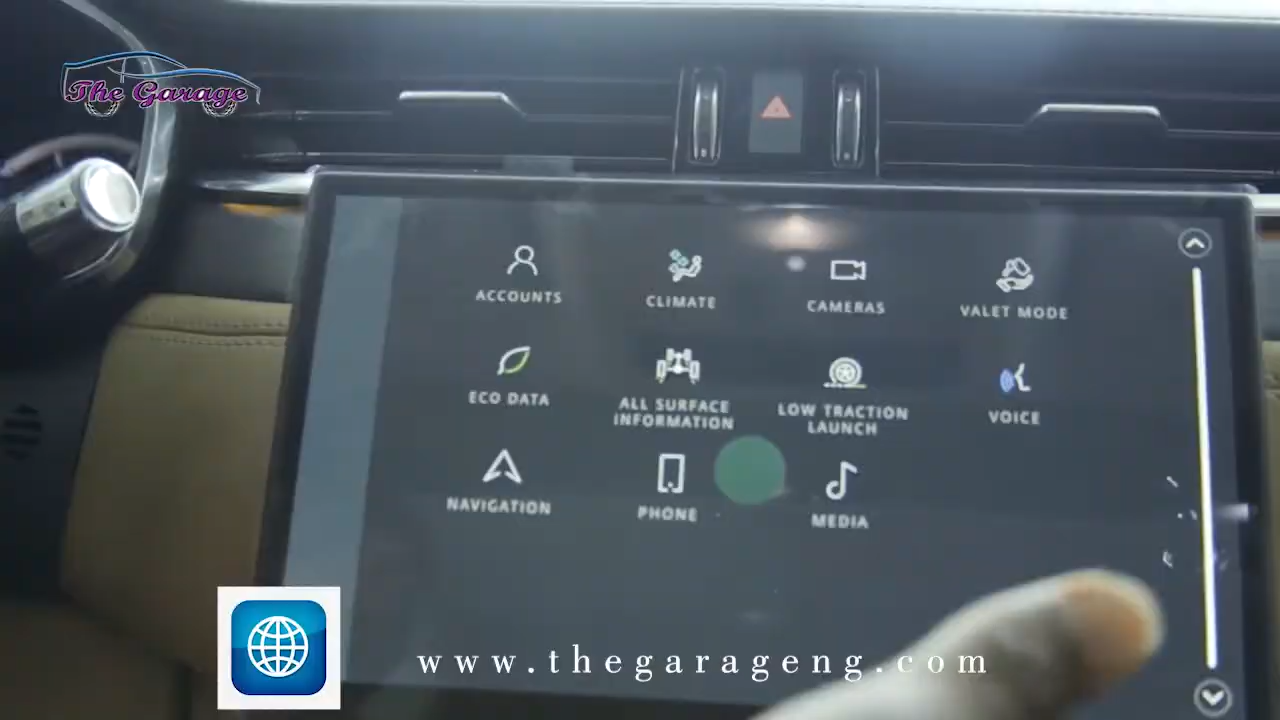 The Garage
ACCOUNTS
CLIMATE
CAMERAS
VALET MODE
ECO DATA
ALL SURFACE
INFORMATION
LOW TRACTION
LAUNCH
VOICE
NAVIGATION
PHONE
MEDIA
www.thegarageng.com